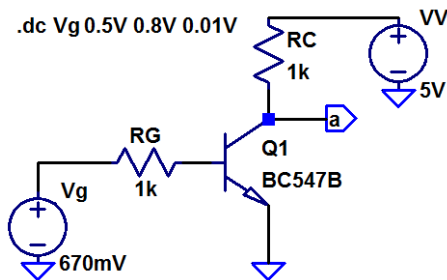 .dc Vg 0.5V 0.8V 0.01V
RC
1k
VV
5V
a
RG
1k
Q1
BC547B
Vg
670mV